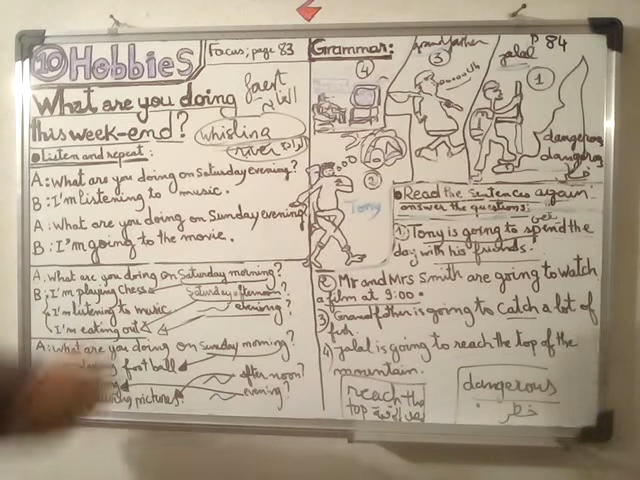 10 Hobbies
Focus; page 83
What are you doing
this week-end?
whistling
river
• Listen and repeat:
A: What are you doing on Saturday evening?
B: I'm listening to music.
A: What are you doing on Sunday evening
B: I'm going to the movie.
A: What are you doing on Saturday morning?
B: I'm playing chess
Saturday afternoon?
I'm listening to music
evening?
I'm eating out
A: What are you doing on Sunday morning?
football
afternoon?
pictures.
evening?
Grammar:
P 84
4
grandfather
3
jalal
1
dangerous
dangerous
2
Tony
• Read the sentences again.
answer the questions:
1 Tony is going to spend the
day with his friends.
2 Mr and Mrs Smith are going to watch
a film at 9:00.
3 Grandfather is going to catch a lot of
fish.
4 Jalal is going to reach the top of the
mountain.
reach the
top
dangerous
خطر